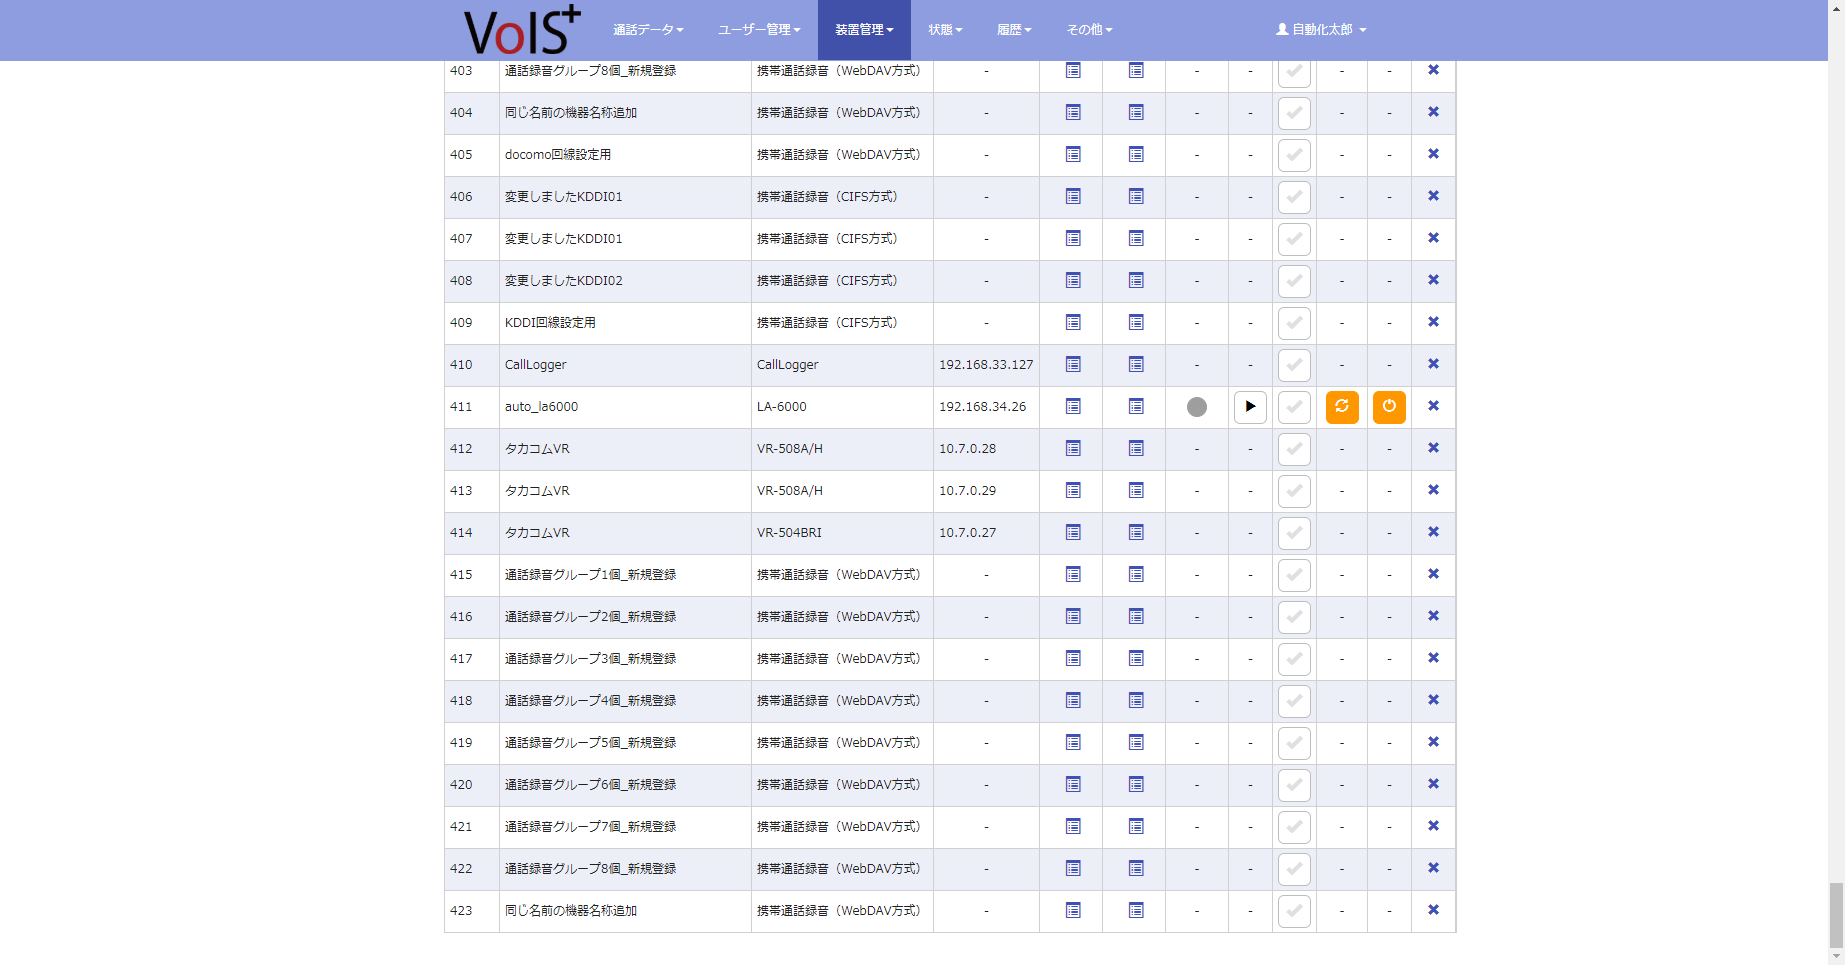 VoIS+ 通話データ ユーザー管理 装置管理 状態 履歴 その他 自動化太郎
403 通話録音グループ8個_新規登録 携帯通話録音（WebDAV方式） - - - - -
404 同じ名前の機器名称追加 携帯通話録音（WebDAV方式） - - - - -
405 docomo回線設定用 携帯通話録音（WebDAV方式） - - - - -
406 変更しましたKDDI01 携帯通話録音（CIFS方式） - - - - -
407 変更しましたKDDI01 携帯通話録音（CIFS方式） - - - - -
408 変更しましたKDDI02 携帯通話録音（CIFS方式） - - - - -
409 KDDI回線設定用 携帯通話録音（CIFS方式） - - - - -
410 CallLogger CallLogger 192.168.33.127 - - - -
411 auto_la6000 LA-6000 192.168.34.26
412 タカコムVR VR-508A/H 10.7.0.28 - - - -
413 タカコムVR VR-508A/H 10.7.0.29 - - - -
414 タカコムVR VR-504BRI 10.7.0.27 - - - -
415 通話録音グループ1個_新規登録 携帯通話録音（WebDAV方式） - - - - -
416 通話録音グループ2個_新規登録 携帯通話録音（WebDAV方式） - - - - -
417 通話録音グループ3個_新規登録 携帯通話録音（WebDAV方式） - - - - -
418 通話録音グループ4個_新規登録 携帯通話録音（WebDAV方式） - - - - -
419 通話録音グループ5個_新規登録 携帯通話録音（WebDAV方式） - - - - -
420 通話録音グループ6個_新規登録 携帯通話録音（WebDAV方式） - - - - -
421 通話録音グループ7個_新規登録 携帯通話録音（WebDAV方式） - - - - -
422 通話録音グループ8個_新規登録 携帯通話録音（WebDAV方式） - - - - -
423 同じ名前の機器名称追加 携帯通話録音（WebDAV方式） - - - - -